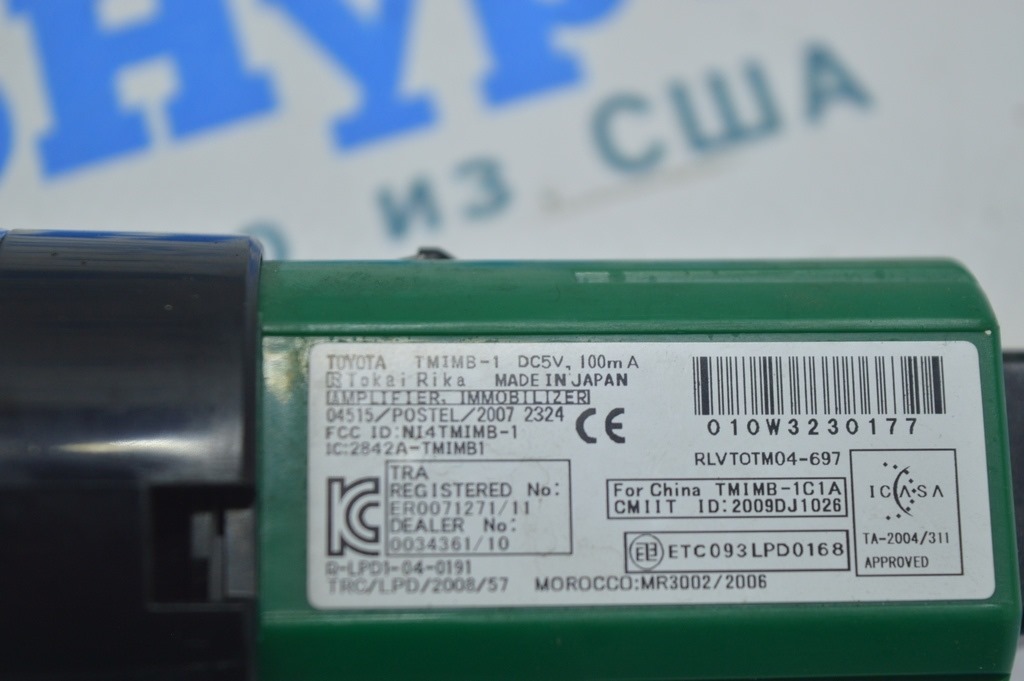 НУР
ИЗ США
TOYOTA TMIMB-1 DC5V, 100mA
Tokai Rika MADE IN JAPAN
AMPLIFIER, IMMOBILIZER
04515/POSTEL/2007 2324
CE
FCC ID:NI4TMIMB-1
IC:2842A-TMIMB1
TRA
REGISTERED No:
ER0071271/11
DEALER No:
0034361/10
R-LPD1-04-0191
TRC/LPD/2008/57
MOROCCO:MR3002/2006
010W3230177
RLVTOTM04-697
For China TMIMB-1C1A
CMIIT ID:2009DJ1026
ETC093LPD0168
ICASA
TA-2004/311
APPROVED